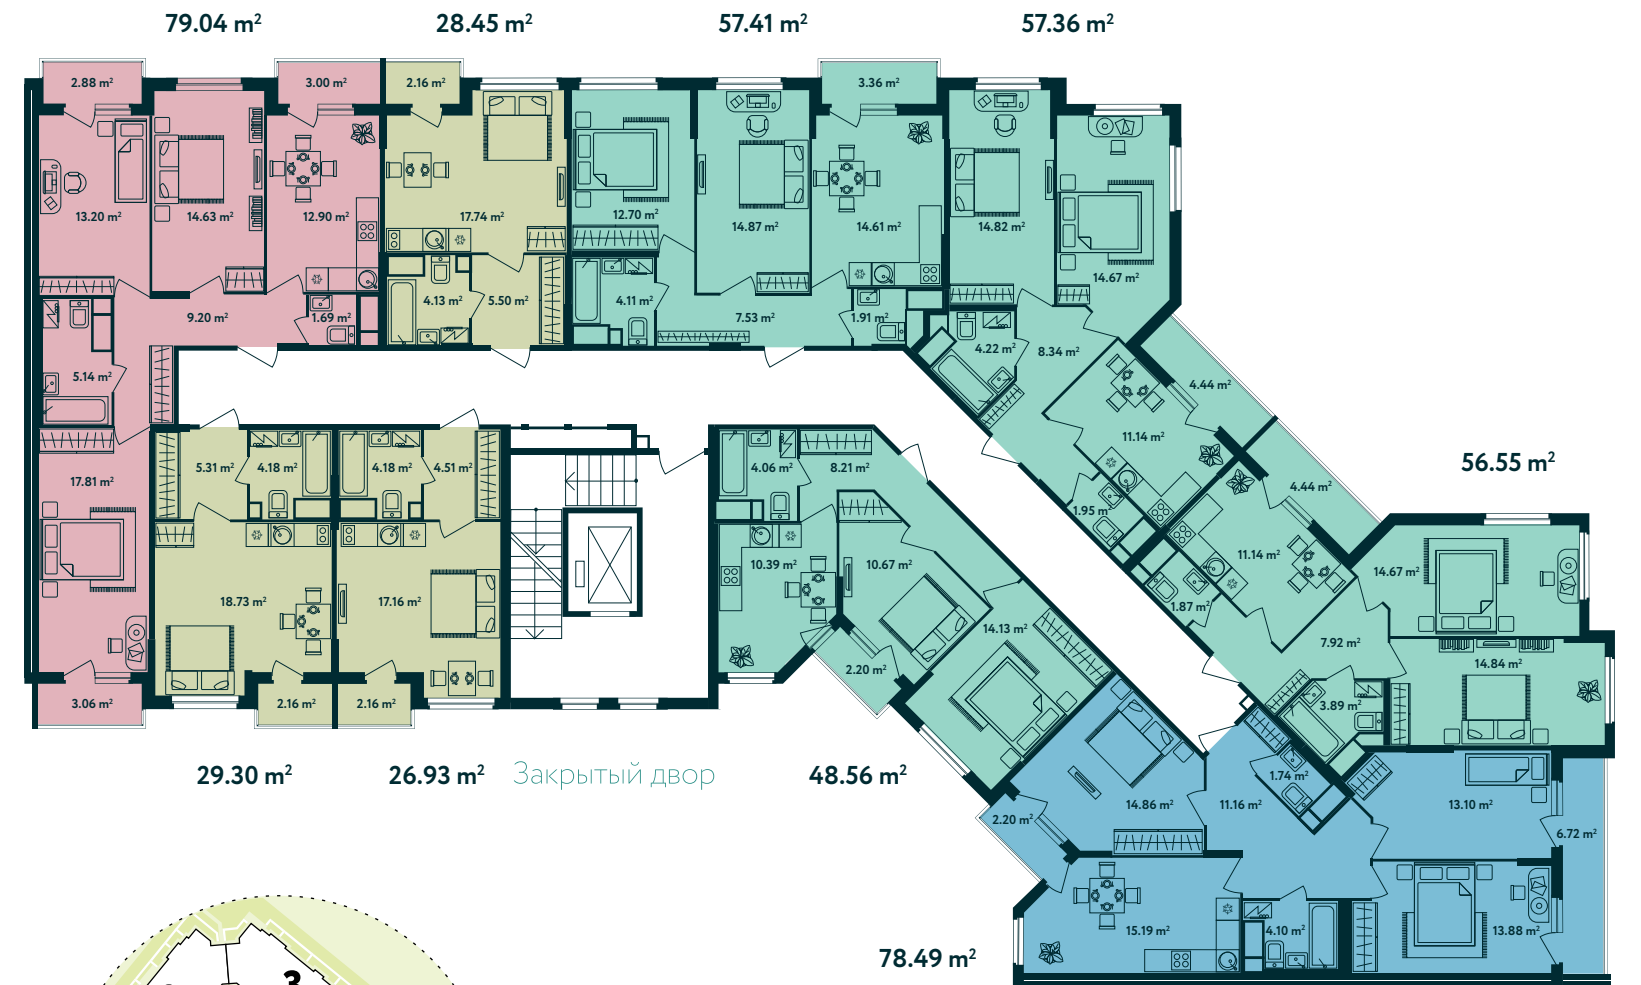 79.04 m²
28.45 m²
57.41 m²
57.36 m²
2.88 m²
3.00 m²
2.16 m²
3.36 m²
13.20 m²
14.63 m²
12.90 m²
17.74 m²
12.70 m²
14.87 m²
14.61 m²
14.82 m²
14.67 m²
9.20 m²
1.69 m²
4.13 m²
5.50 m²
4.11 m²
7.53 m²
1.91 m²
4.22 m²
8.34 m²
5.14 m²
4.44 m²
11.14 m²
17.81 m²
5.31 m²
4.18 m²
4.18 m²
4.51 m²
4.06 m²
8.21 m²
56.55 m²
4.44 m²
1.95 m²
11.14 m²
10.39 m²
10.67 m²
14.67 m²
18.73 m²
17.16 m²
1.87 m²
14.13 m²
7.92 m²
14.84 m²
2.20 m²
3.06 m²
2.16 m²
2.16 m²
3.89 m²
29.30 m²
26.93 m²
Закрытый двор
48.56 m²
1.74 m²
14.86 m²
11.16 m²
13.10 m²
2.20 m²
6.72 m²
15.19 m²
4.10 m²
13.88 m²
78.49 m²
3